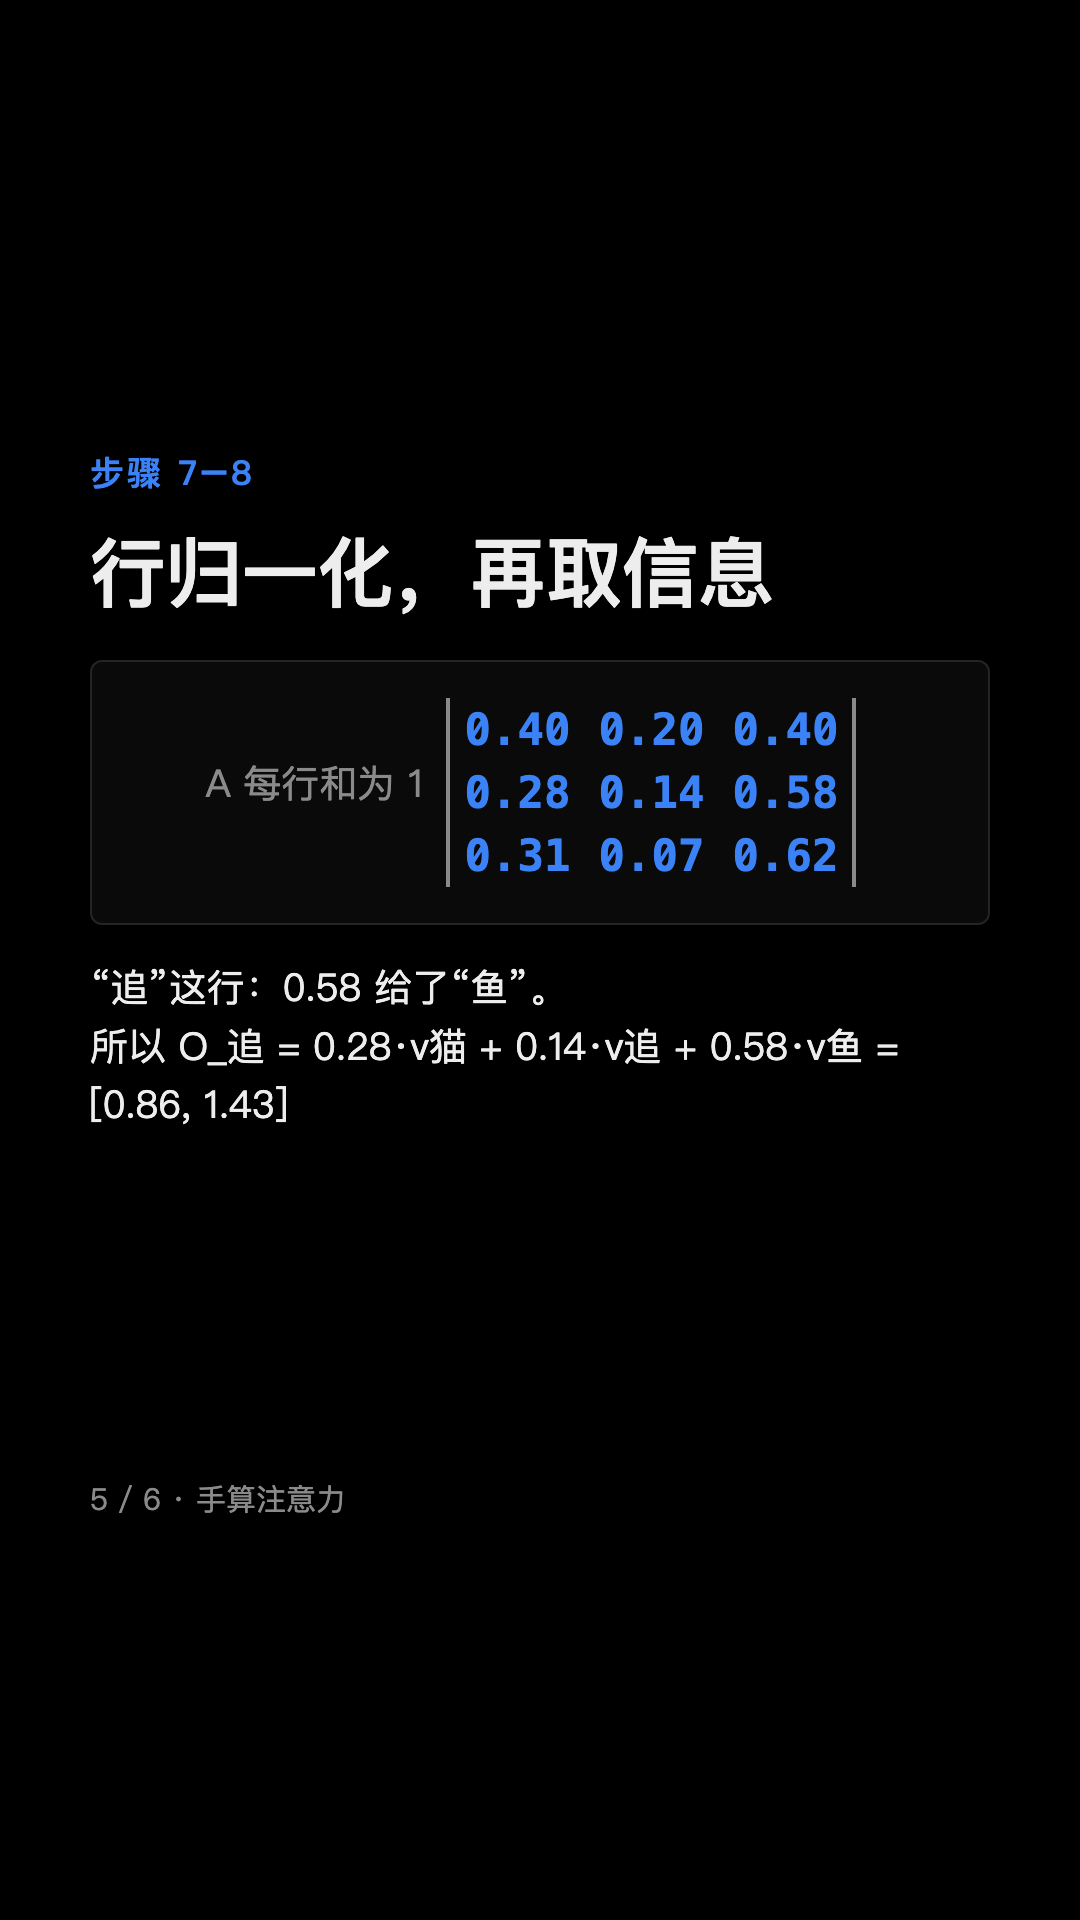 步骤 7–8
行归一化，再取信息
A 每行和为 1
0.40 0.20 0.40
0.28 0.14 0.58
0.31 0.07 0.62
“追”这行：0.58 给了“鱼”。
所以 O_追 = 0.28·v猫 + 0.14·v追 + 0.58·v鱼 =
[0.86, 1.43]
5 / 6 · 手算注意力